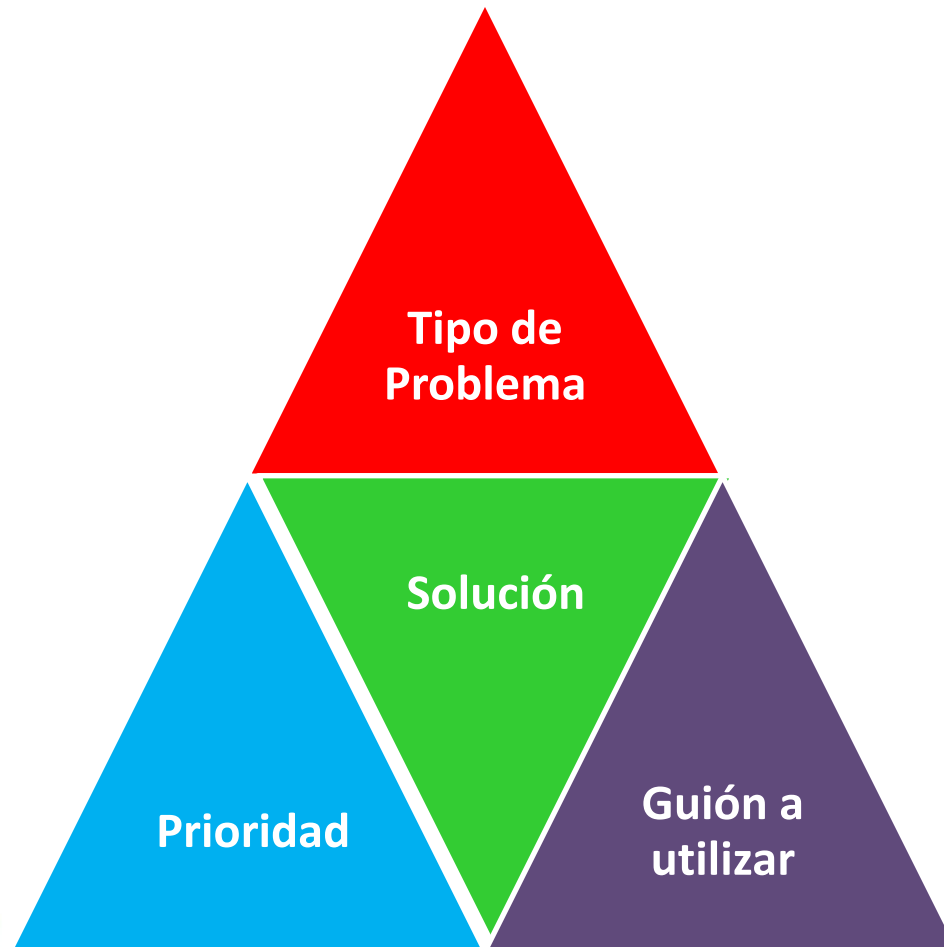 Tipo de
Problema
Solución
Prioridad
Guión a
utilizar